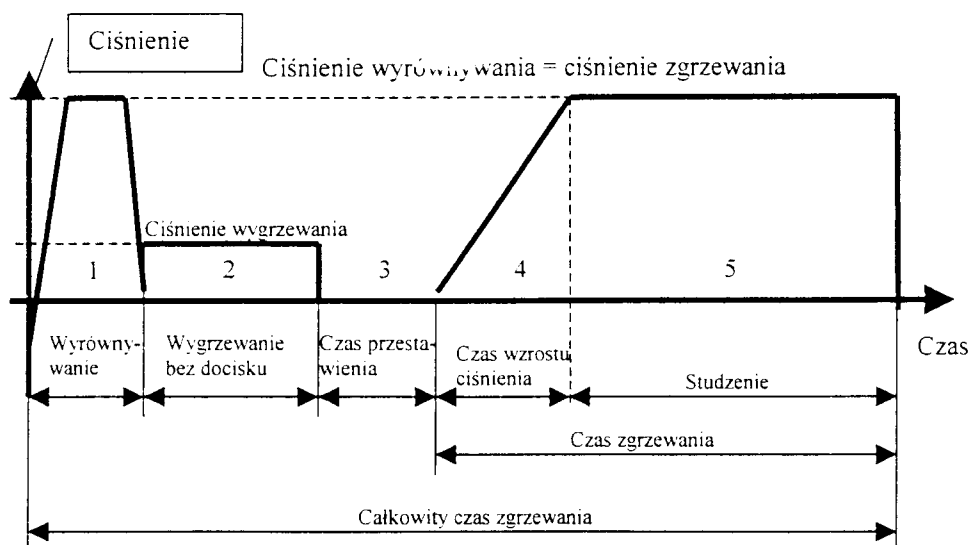 Ciśnienie
Ciśnienie wyrównywania = ciśnienie zgrzewania
Ciśnienie wygrzewania
1
2
3
4
5
Wyrówny-
wanie
Wygrzewanie
bez docisku
Czas przesta-
wienia
Czas wzrostu
ciśnienia
Studzenie
Czas
Czas zgrzewania
Całkowity czas zgrzewania